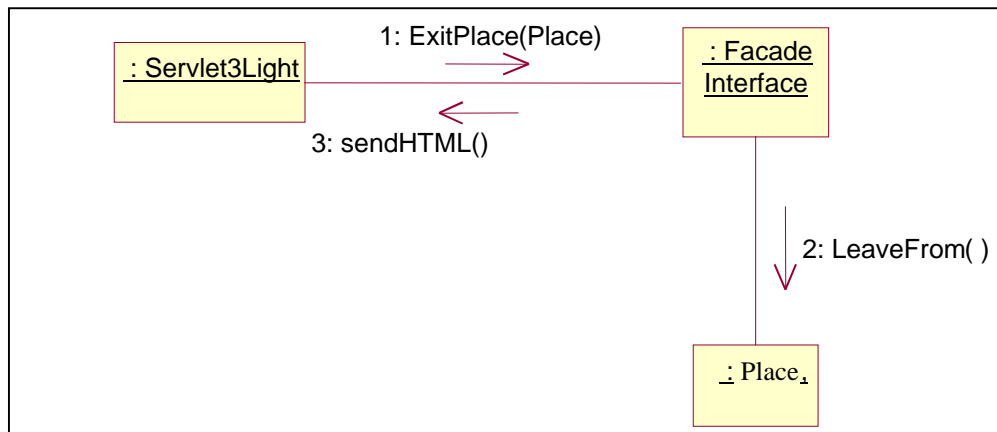 1: ExitPlace(Place)
: Servlet3Light
: Facade
Interface
3: sendHTML()
2: LeaveFrom( )
: Place,